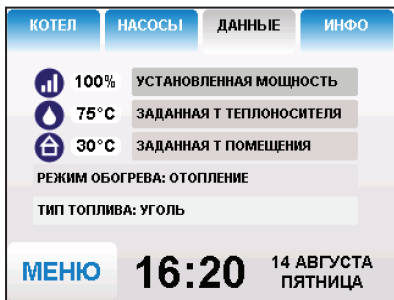 КОТЕЛ НАСОСЫ ДАННЫЕ ИНФО
100% УСТАНОВЛЕННАЯ МОЩНОСТЬ
75°C ЗАДАННАЯ Т ТЕПЛОНОСИТЕЛЯ
30°C ЗАДАННАЯ Т ПОМЕЩЕНИЯ
РЕЖИМ ОБОГРЕВА: ОТОПЛЕНИЕ
ТИП ТОПЛИВА: УГОЛЬ
МЕНЮ 16:20 14 АВГУСТА
ПЯТНИЦА